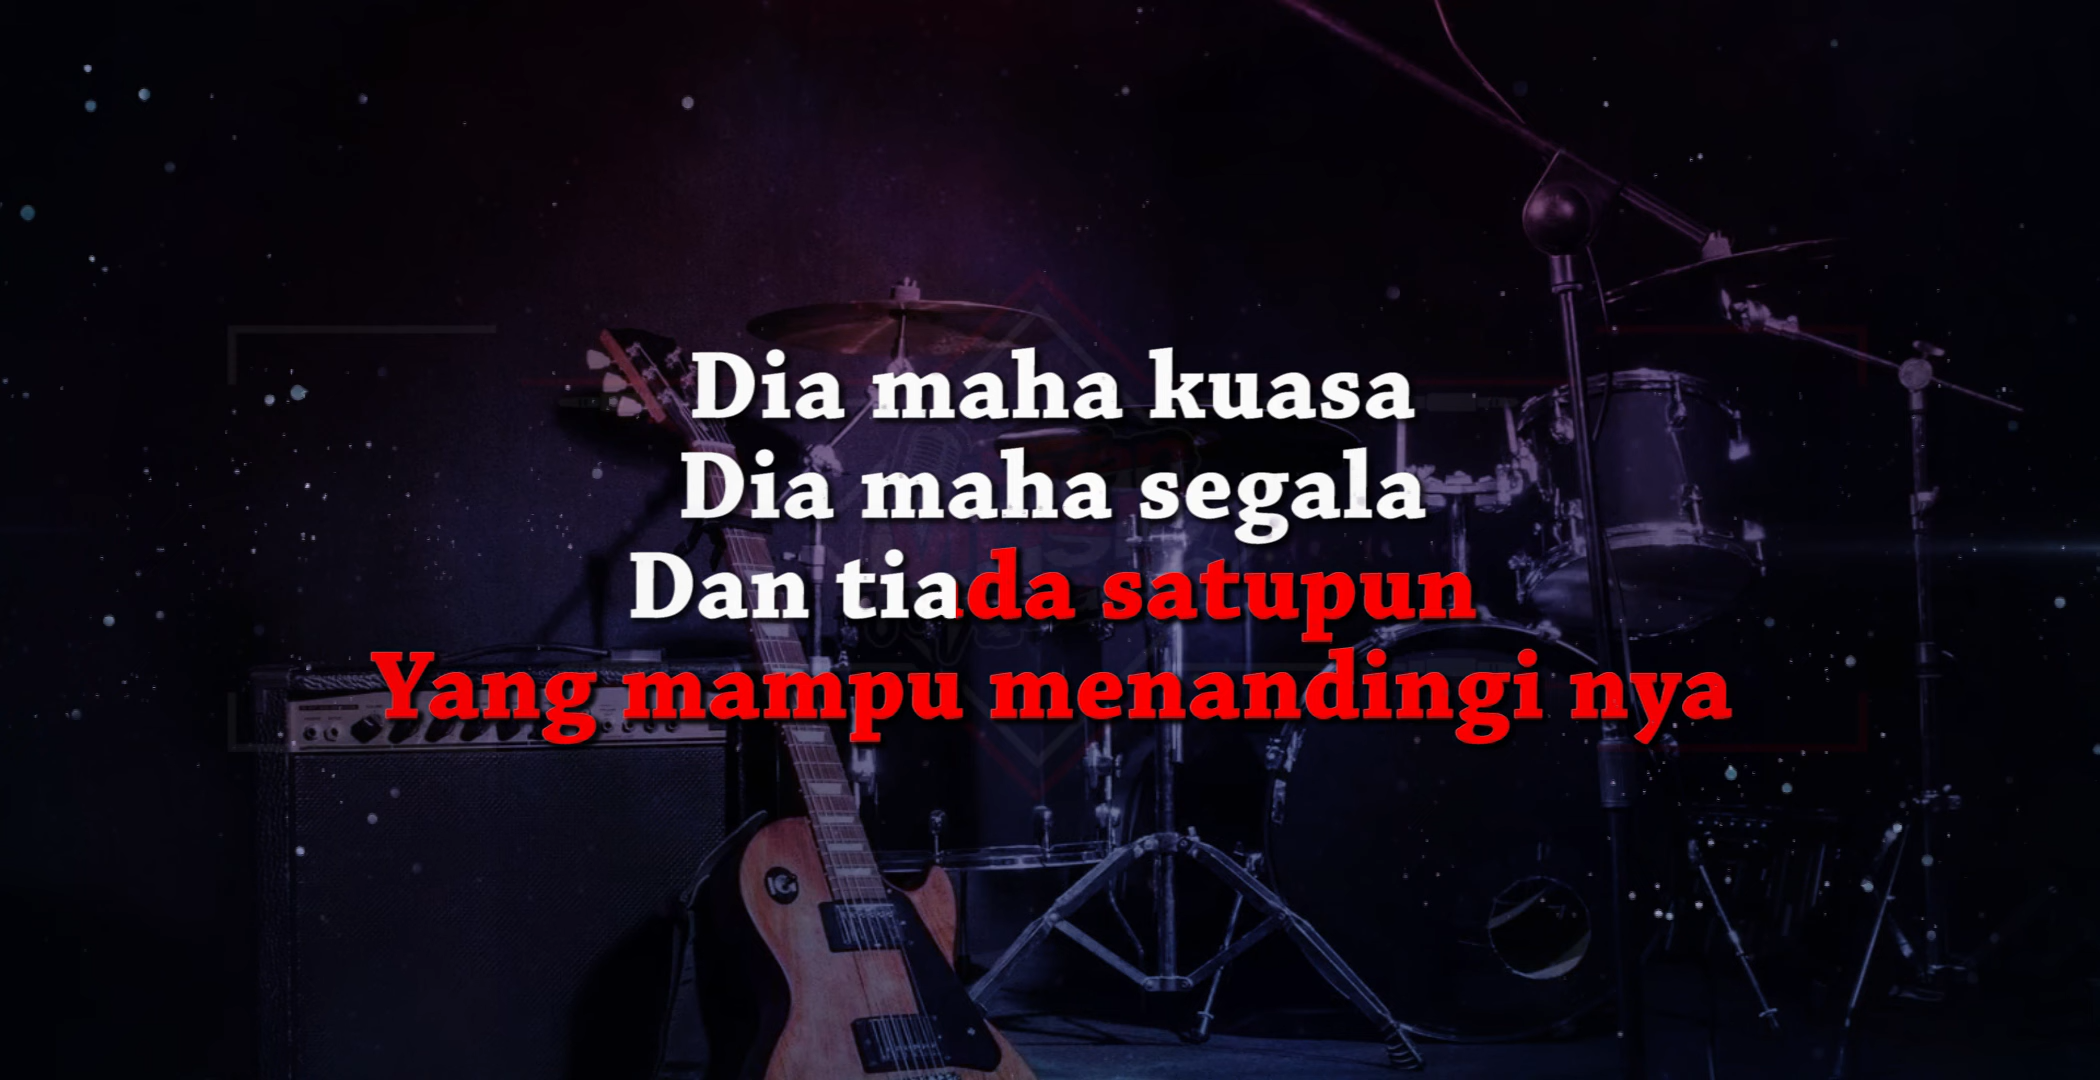 Dia maha kuasa
Dia maha segala
Dan tiada satupun
Yang mampu menandingi nya